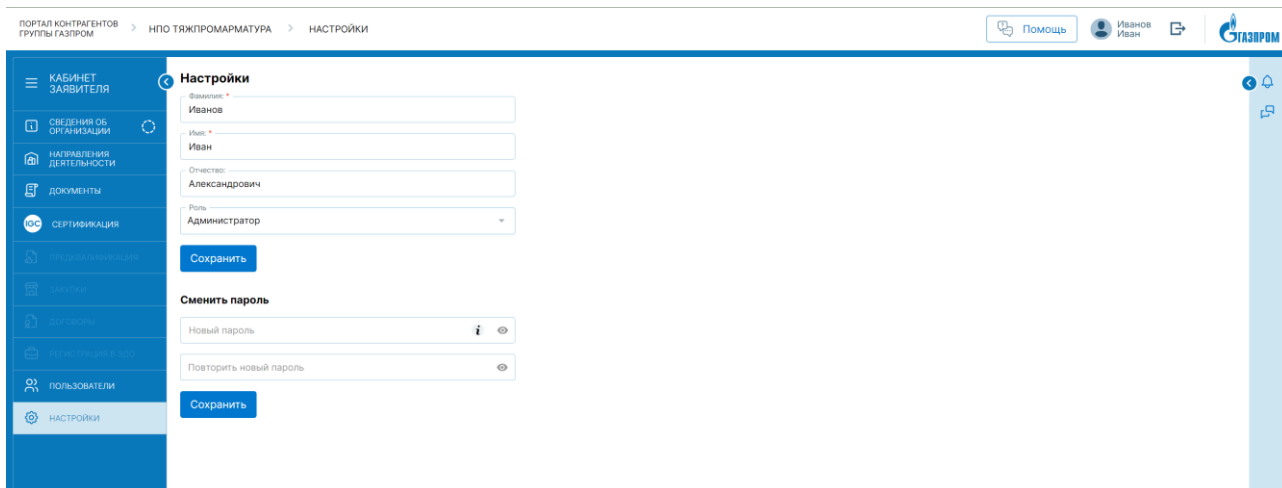 ПОРТАЛ КОНТРАГЕНТОВ
ГРУППЫ ГАЗПРОМ
НПО ТЯЖПРОМАРМАТУРА
НАСТРОЙКИ
Помощь
Иванов
Иван
ГАЗПРОМ
КАБИНЕТ
ЗАЯВИТЕЛЯ
СВЕДЕНИЯ ОБ
ОРГАНИЗАЦИИ
НАПРАВЛЕНИЯ
ДЕЯТЕЛЬНОСТИ
ДОКУМЕНТЫ
IGC СЕРТИФИКАЦИЯ
ПРЕДКВАЛИФИКАЦИЯ
ЗАКУПКИ
ДОГОВОРЫ
РЕГИСТРАЦИЯ В ЭДО
ПОЛЬЗОВАТЕЛИ
НАСТРОЙКИ
Настройки
Фамилия: *
Иванов
Имя: *
Иван
Отчество:
Александрович
Роль
Администратор
Сохранить
Сменить пароль
Новый пароль
Повторить новый пароль
Сохранить